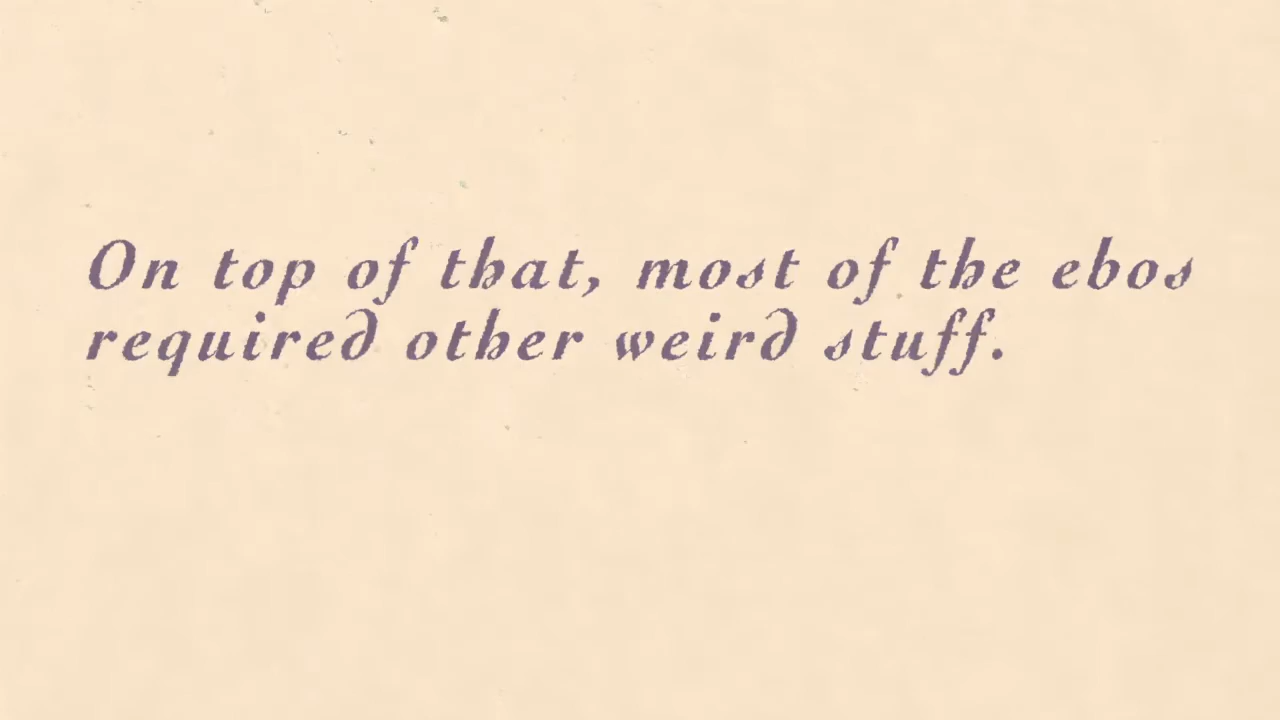 On top of that, most of the ebos
required other weird stuff.